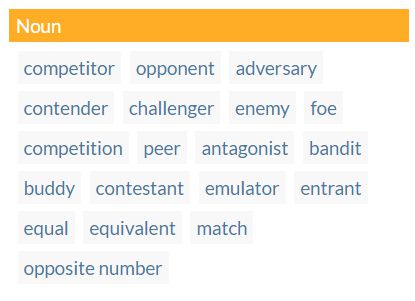 Noun
competitor opponent adversary
contender challenger enemy foe
competition peer antagonist bandit
buddy contestant emulator entrant
equal equivalent match
opposite number